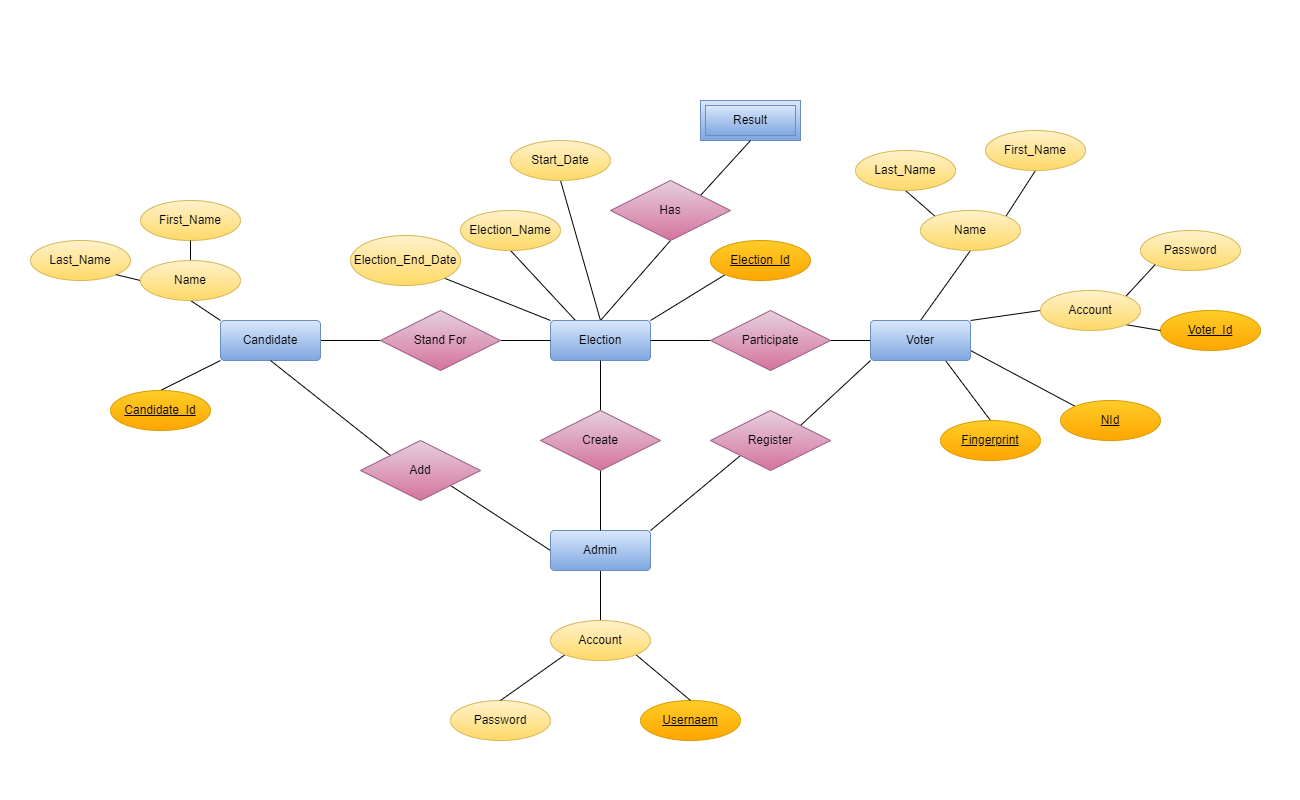 Result
Start_Date
First_Name
Last_Name
Has
First_Name
Election_Name
Name
Last_Name
Election_End_Date
Election_Id
Password
Name
Account
Voter_Id
Candidate
Stand For
Election
Participate
Voter
Candidate_Id
Create
Register
Fingerprint
NId
Add
Admin
Account
Password
Usernaem